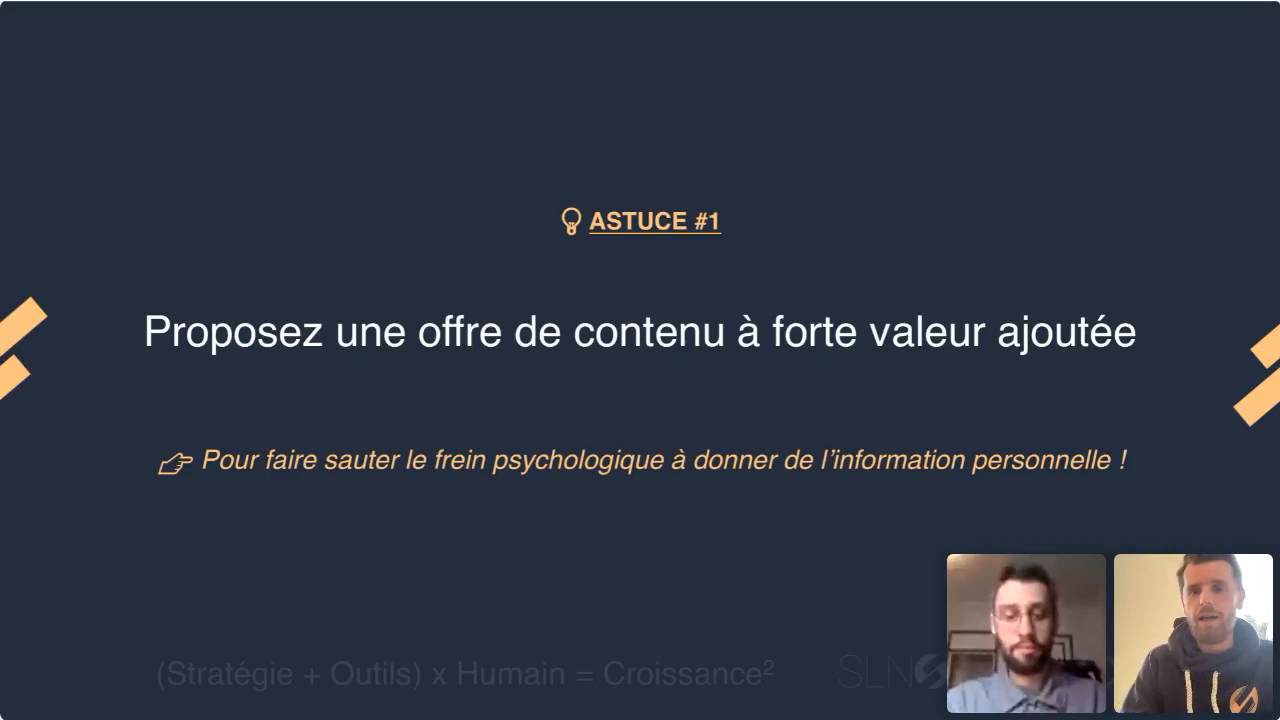 ASTUCE #1
Proposez une offre de contenu à forte valeur ajoutée
Pour faire sauter le frein psychologique à donner de l’information personnelle !
(Stratégie + Outils) x Humain = Croissance²
SLN